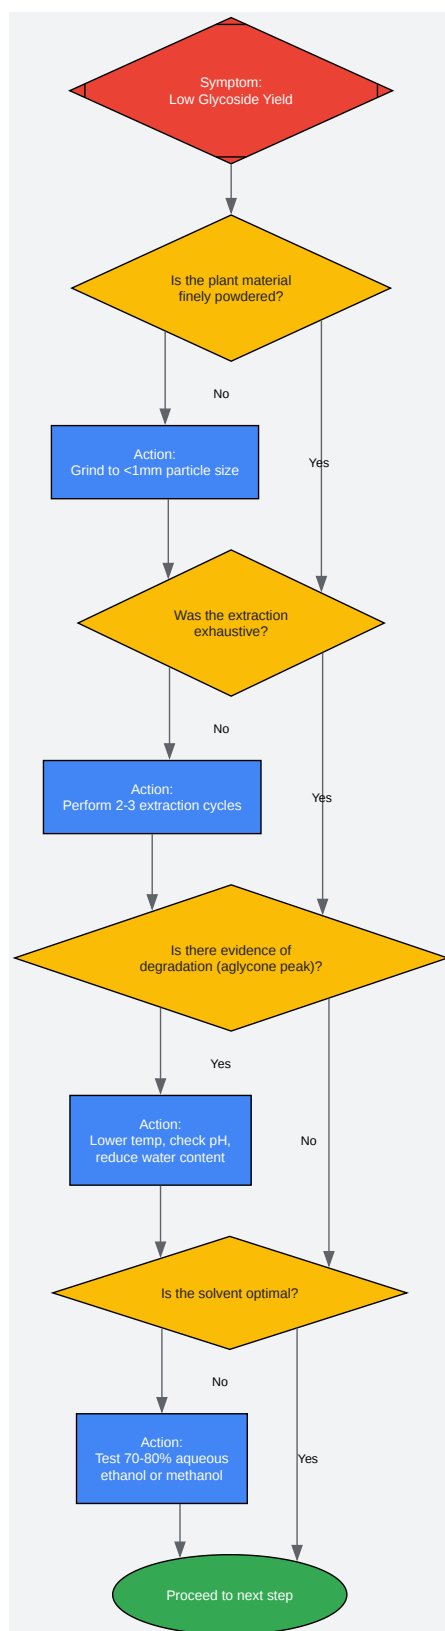 Symptom:
Low Glycoside Yield
Is the plant material
finely powdered?
No
Action:
Grind to <1mm particle size
Yes
Was the extraction
exhaustive?
No
Action:
Perform 2-3 extraction cycles
Yes
Is there evidence of
degradation (aglycone peak)?
Yes
Action:
Lower temp, check pH,
reduce water content
No
Is the solvent optimal?
No
Action:
Test 70-80% aqueous
ethanol or methanol
Yes
Proceed to next step